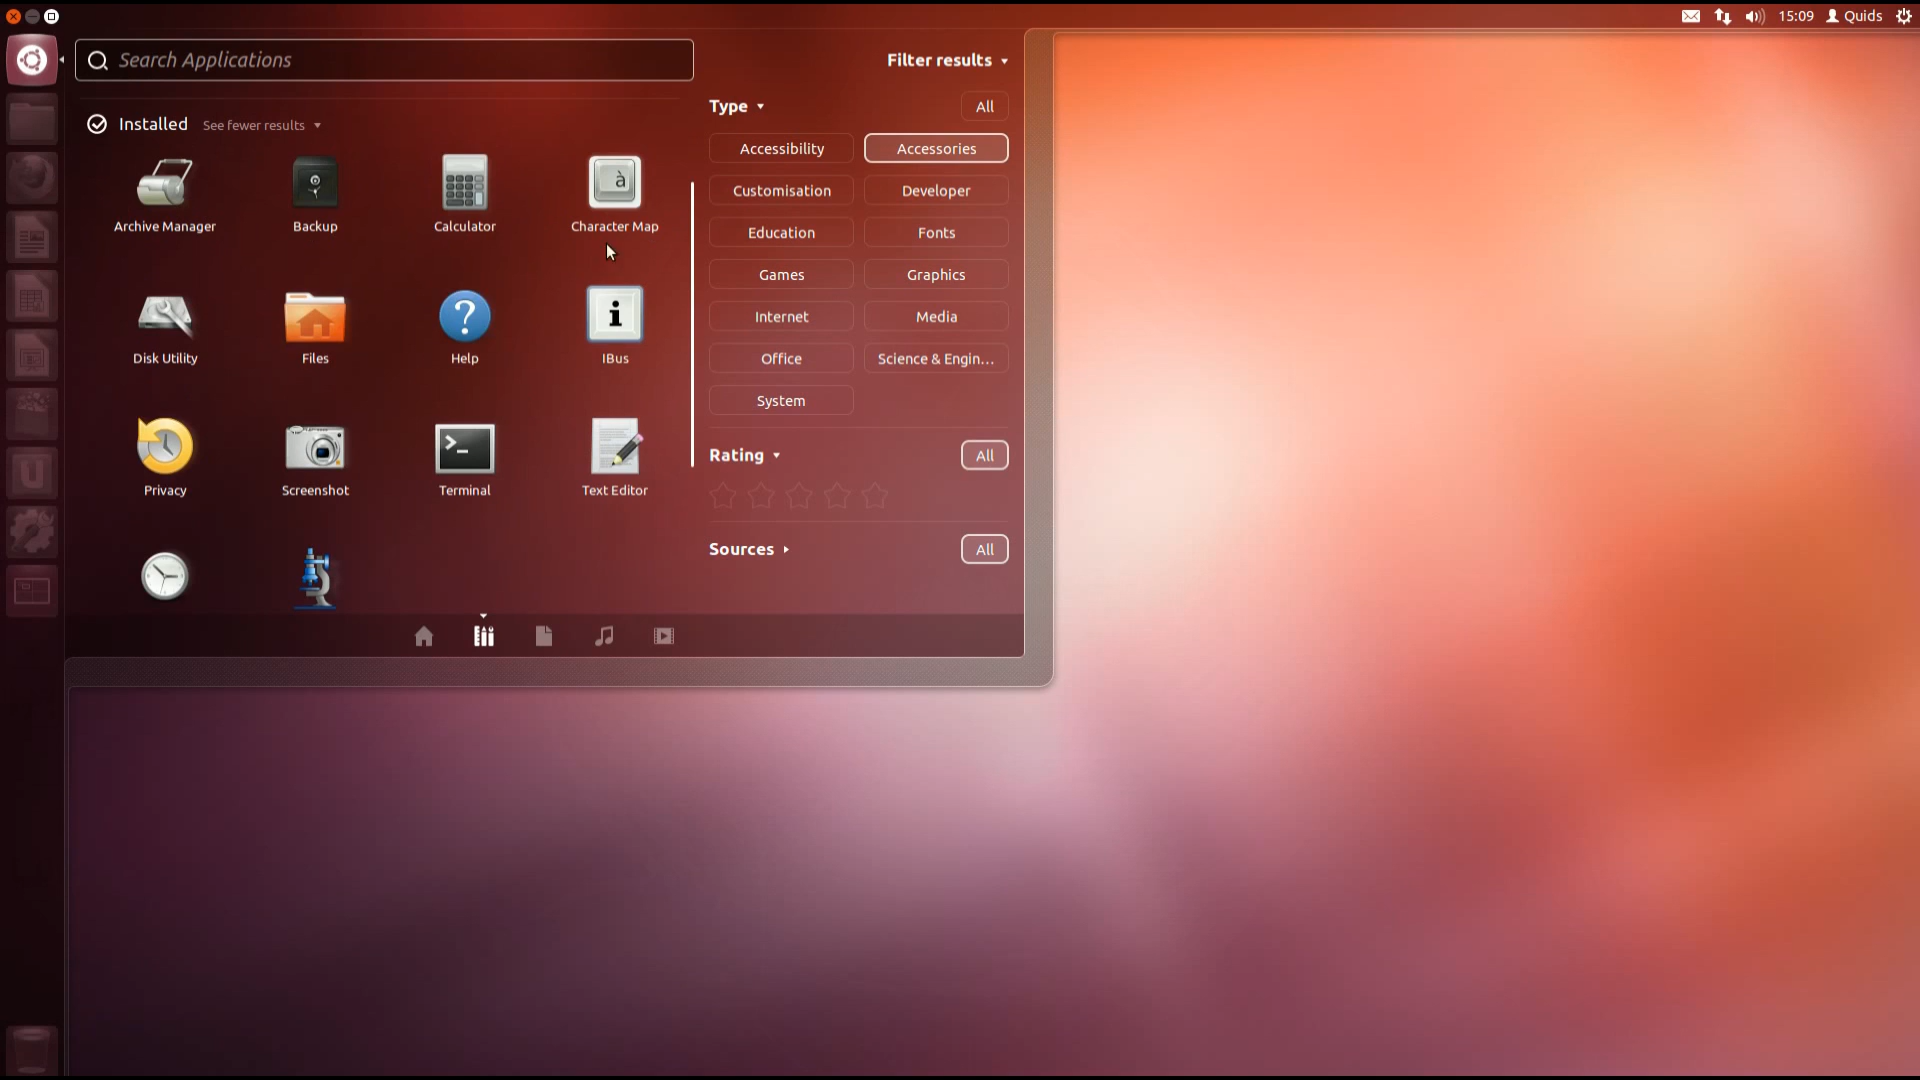 15:09 Quids
Search Applications
Filter results
Installed See fewer results
Archive Manager
Backup
Calculator
Character Map
Disk Utility
Files
Help
IBus
Privacy
Screenshot
Terminal
Text Editor
Type
All
Accessibility
Accessories
Customisation
Developer
Education
Fonts
Games
Graphics
Internet
Media
Office
Science & Engin...
System
Rating
All
Sources
All